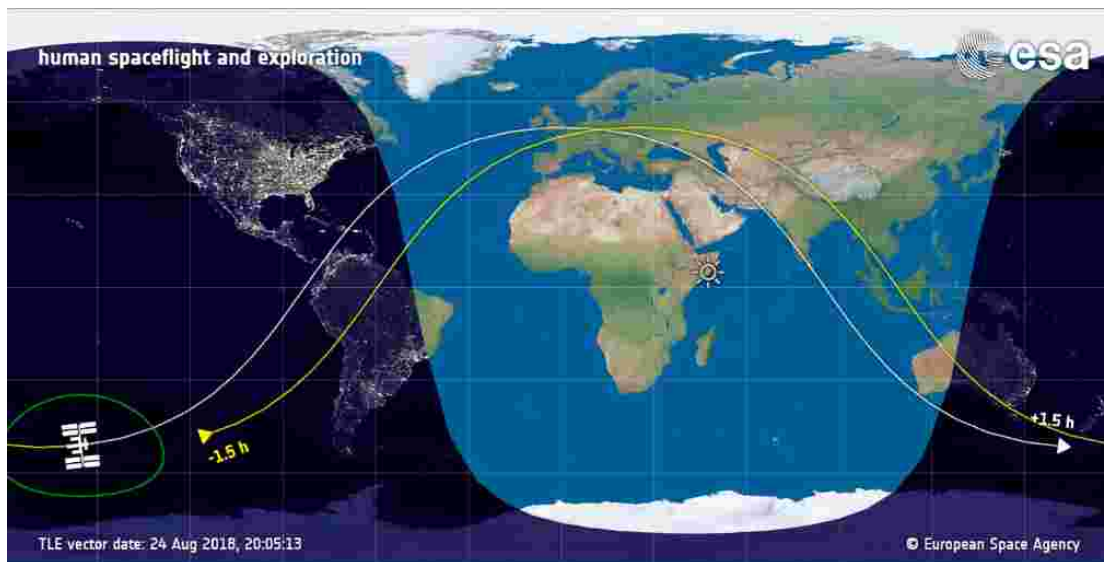 human spaceflight and exploration
esa
-1.5 h
+1.5 h
TLE vector date: 24 Aug 2018, 20:05:13
© European Space Agency